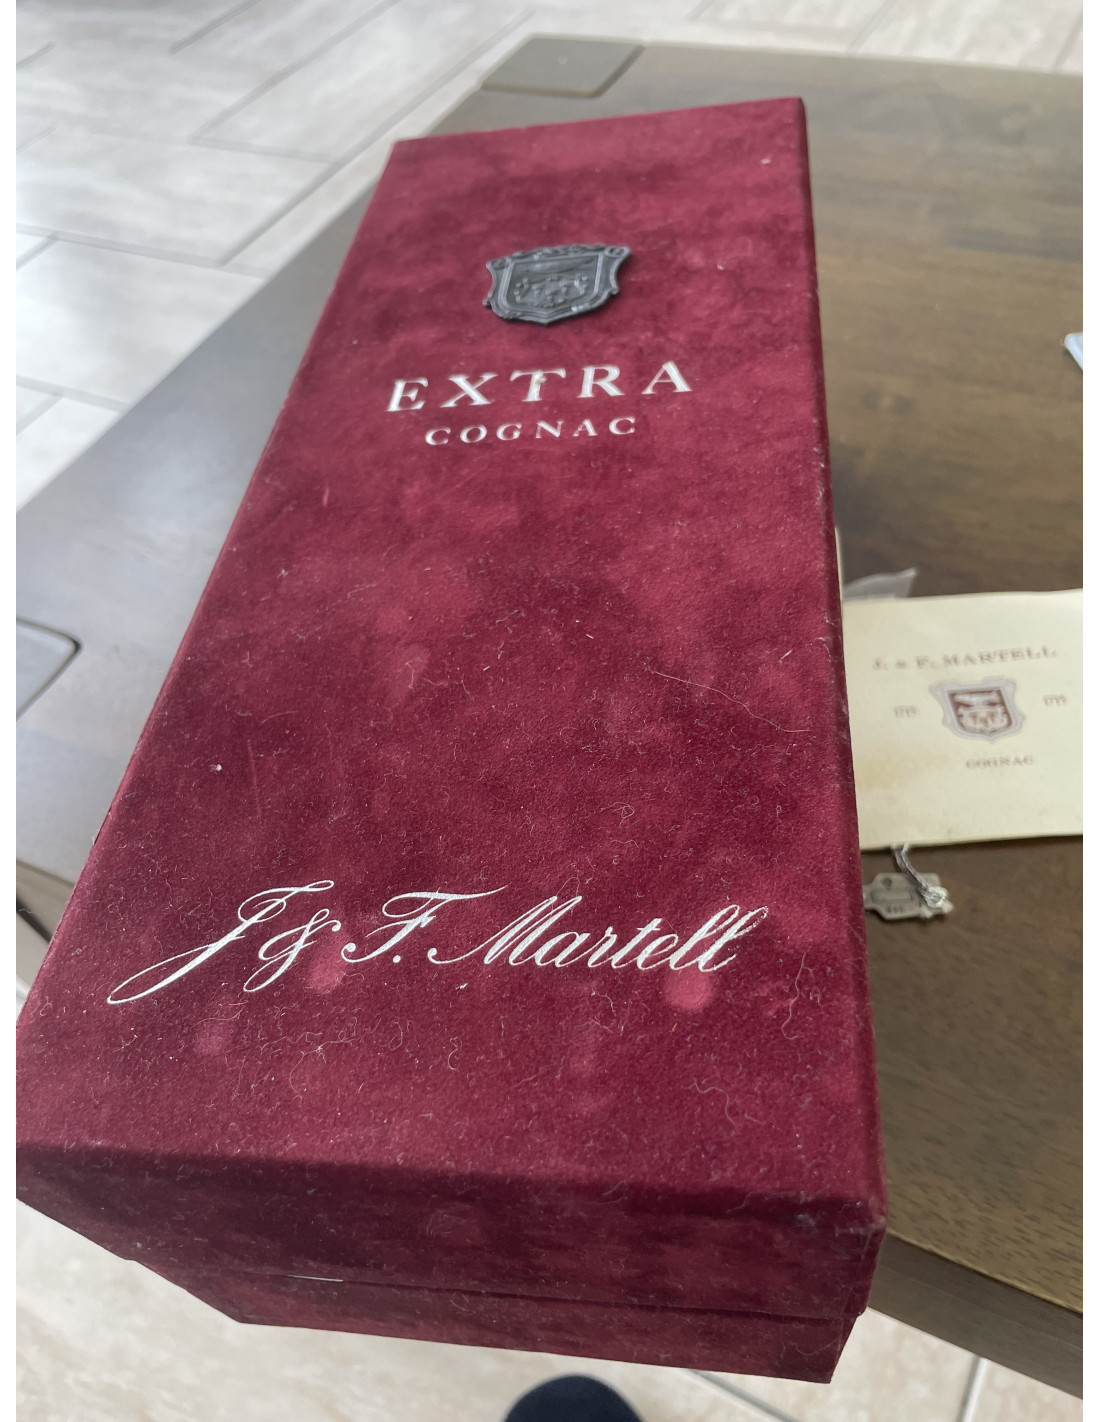 EXTRA
COGNAC
J & F. Martell
J. & F. MARTELL
COGNAC